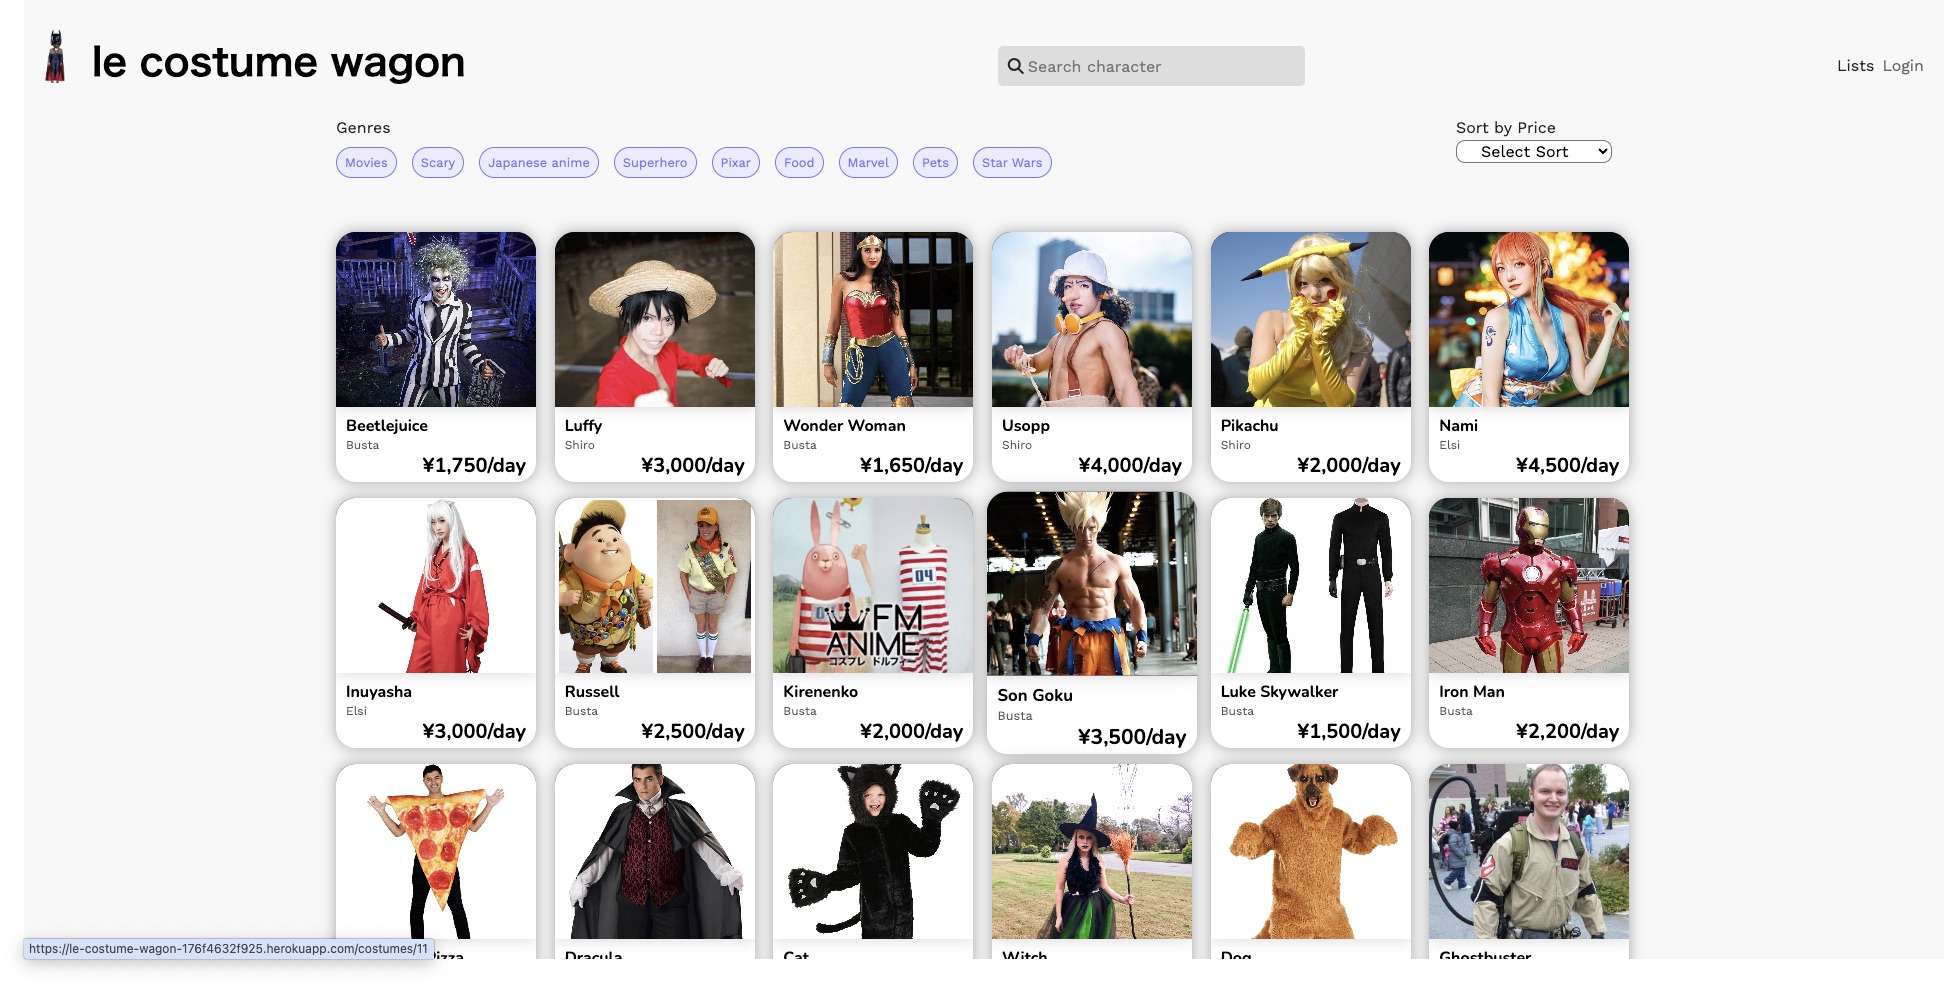 le costume wagon
Search character
Lists Login
Genres
Sort by Price
Movies Scary Japanese anime Superhero Pixar Food Marvel Pets Star Wars
Select Sort
Beetlejuice
Busta
¥1,750/day
Luffy
Shiro
¥3,000/day
Wonder Woman
Busta
¥1,650/day
Usopp
Shiro
¥4,000/day
Pikachu
Shiro
¥2,000/day
Nami
Elsi
¥4,500/day
Inuyasha
Elsi
¥3,000/day
Russell
Busta
¥2,500/day
04
FM
ANIME
コスプレ ドルフィー
Kirenenko
Busta
¥2,000/day
Son Goku
Busta
¥3,500/day
Luke Skywalker
Busta
¥1,500/day
Iron Man
Busta
¥2,200/day
Pizza
Dracula
Cat
Witch
Dog
Ghostbuster
https://le-costume-wagon-176f4632f925.herokuapp.com/costumes/11